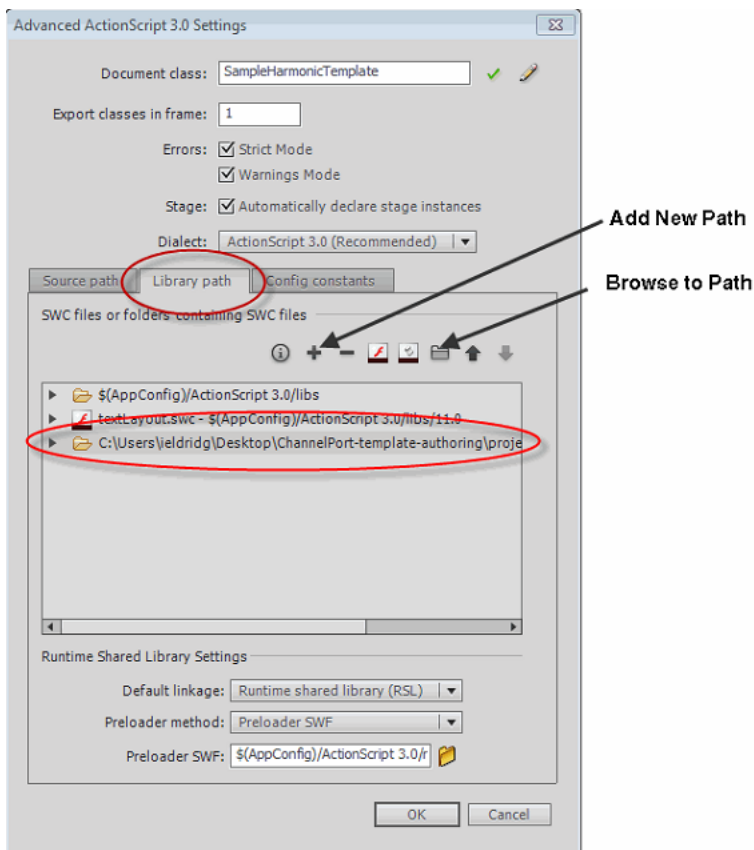 Advanced ActionScript 3.0 Settings
Document class: SampleHarmonicTemplate
Export classes in frame: 1
Errors: Strict Mode
Warnings Mode
Stage: Automatically declare stage instances
Add New Path
Dialect: ActionScript 3.0 (Recommended)
Source path Library path Config constants
Browse to Path
SWC files or folders containing SWC files
$(AppConfig)/ActionScript 3.0/libs
textLayout.swc - $(AppConfig)/ActionScript 3.0/libs/11.0
C:\Users\ieldridg\Desktop\ChannelPort-template-authoring\proje
Runtime Shared Library Settings
Default linkage: Runtime shared library (RSL)
Preloader method: Preloader SWF
Preloader SWF: $(AppConfig)/ActionScript 3.0/r
OK Cancel